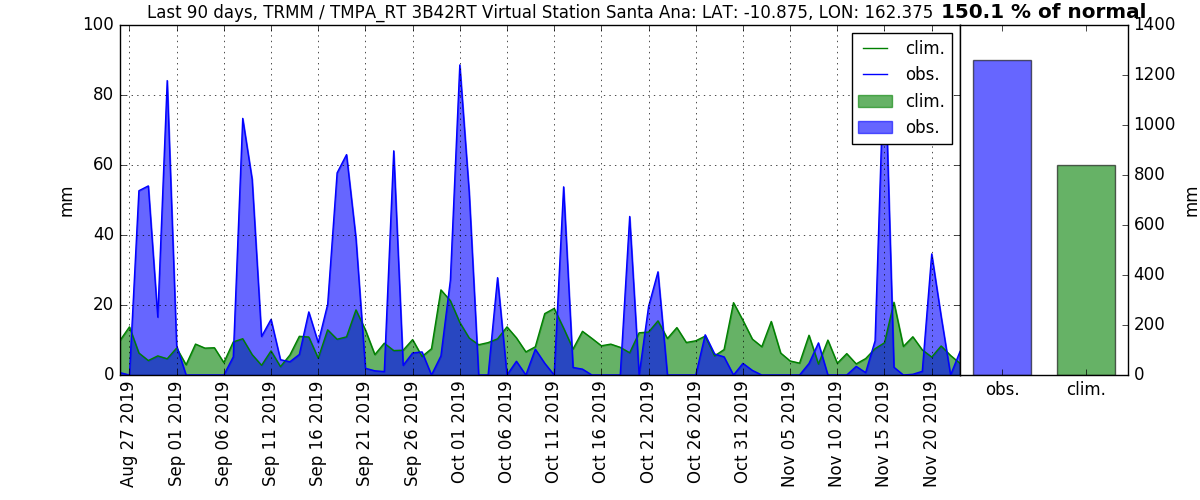 Last 90 days, TRMM / TMPA_RT 3B42RT Virtual Station Santa Ana: LAT: -10.875, LON: 162.375 150.1 % of normal
100
80
60
40
20
0
mm
clim.
obs.
clim.
obs.
1400
1200
1000
800
600
400
200
0
mm
obs.
clim.
Aug 27 2019
Sep 01 2019
Sep 06 2019
Sep 11 2019
Sep 16 2019
Sep 21 2019
Sep 26 2019
Oct 01 2019
Oct 06 2019
Oct 11 2019
Oct 16 2019
Oct 21 2019
Oct 26 2019
Oct 31 2019
Nov 05 2019
Nov 10 2019
Nov 15 2019
Nov 20 2019